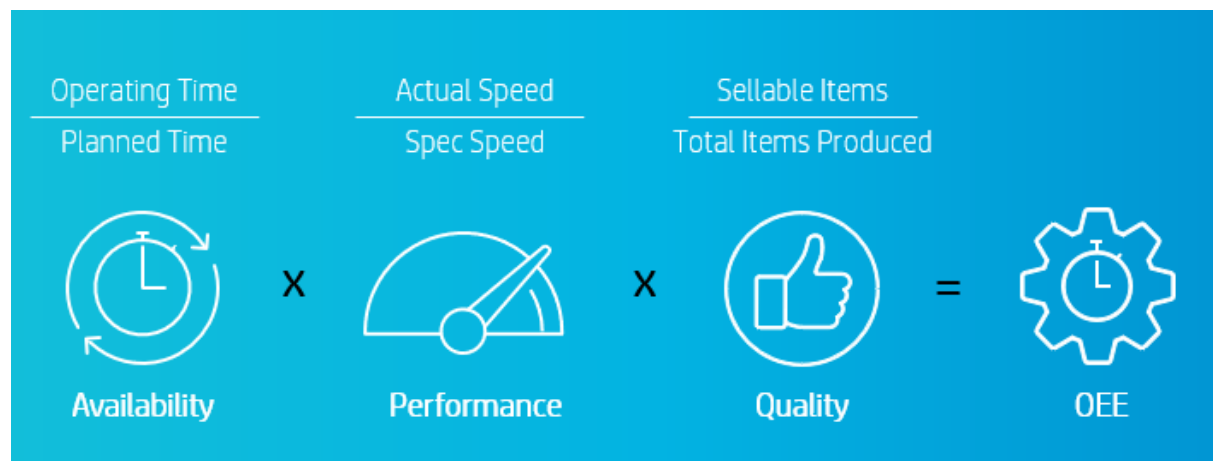 Operating Time
Planned Time
Actual Speed
Spec Speed
Sellable Items
Total Items Produced
x
x
=
Availability
Performance
Quality
OEE